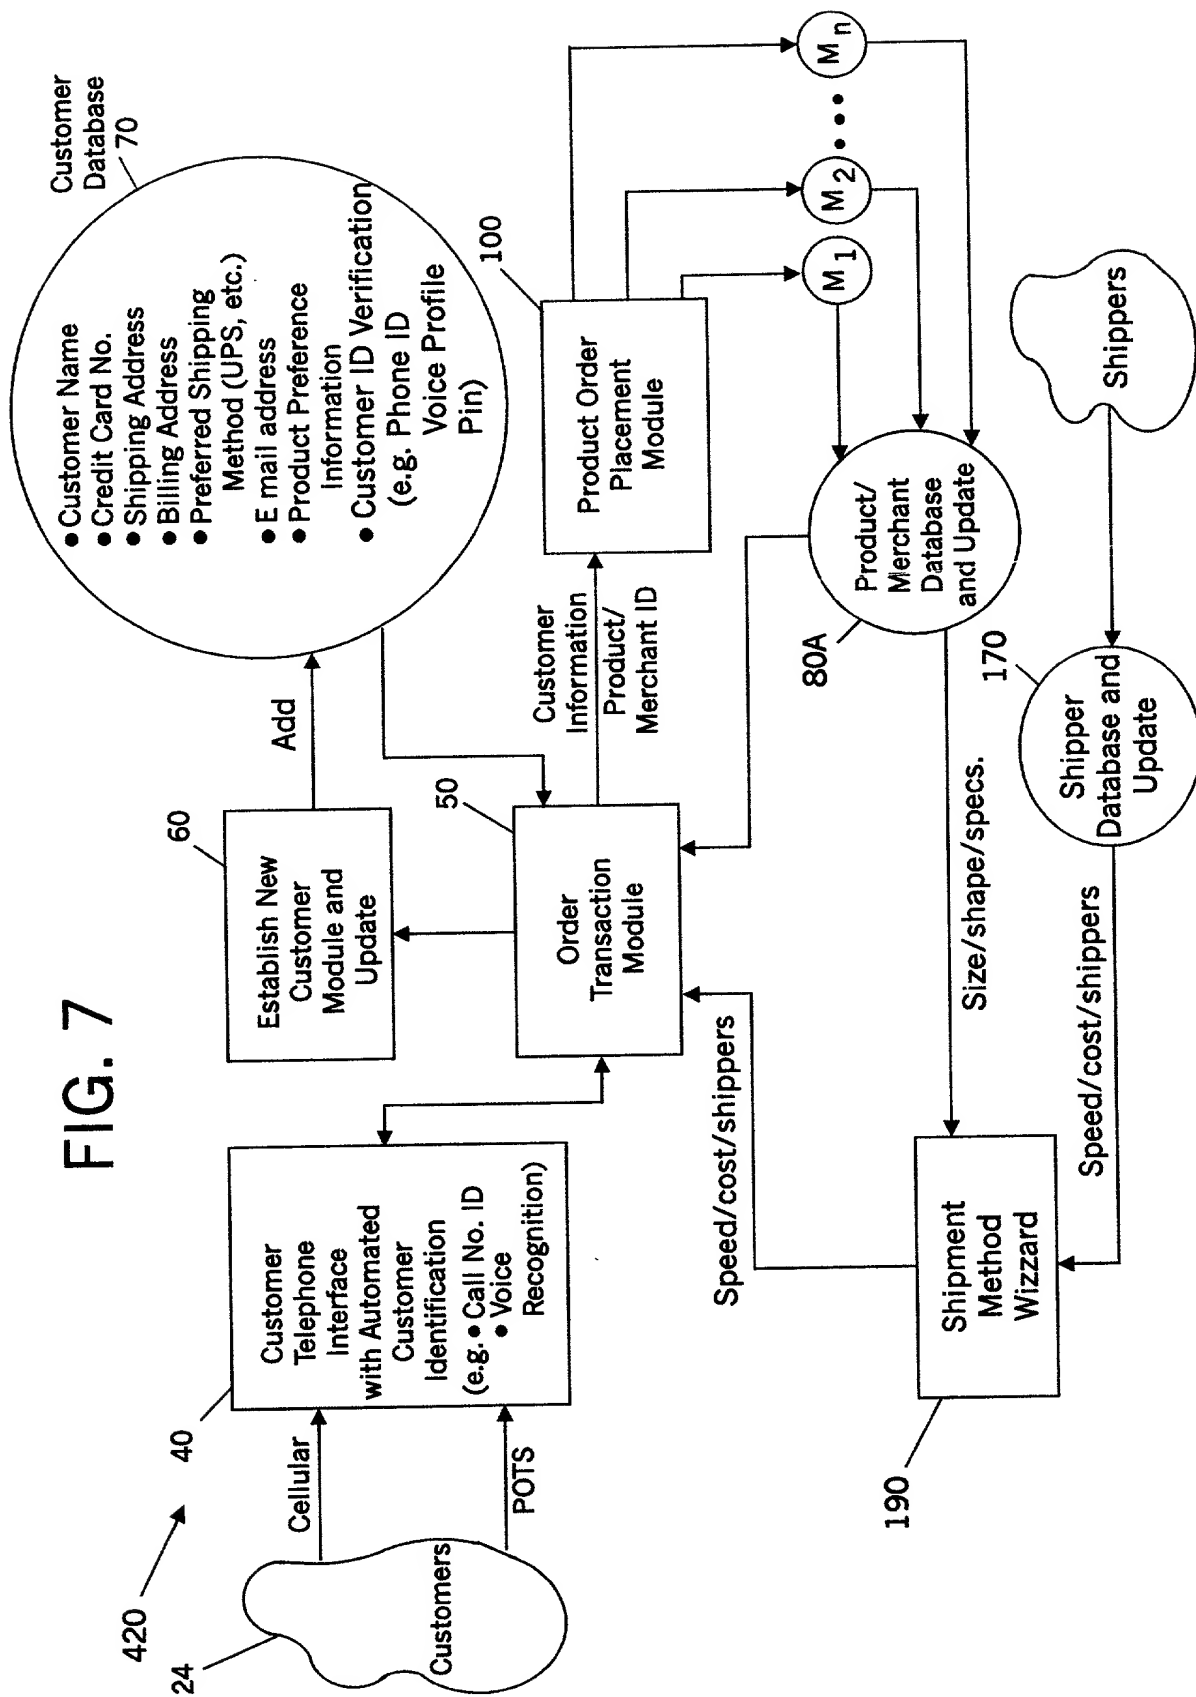 FIG. 7
420
24
Customers
Cellular
POTS
40
Customer
Telephone
Interface
with Automated
Customer
Identification
(e.g. • Call No. ID
• Voice
Recognition)
60
Establish New
Customer
Module and
Update
Add
Customer
Database
70
• Customer Name
• Credit Card No.
• Shipping Address
• Billing Address
• Preferred Shipping
Method (UPS, etc.)
• E mail address
• Product Preference
Information
• Customer ID Verification
(e.g. Phone ID
Voice Profile
Pin)
50
Order
Transaction
Module
Customer
Information
Product/
Merchant ID
100
Product Order
Placement
Module
M1
M2
• • • •
Mn
80A
Product/
Merchant
Database
and Update
Speed/cost/shippers
Size/shape/specs.
190
Shipment
Method
Wizzard
Speed/cost/shippers
170
Shipper
Database and
Update
Shippers